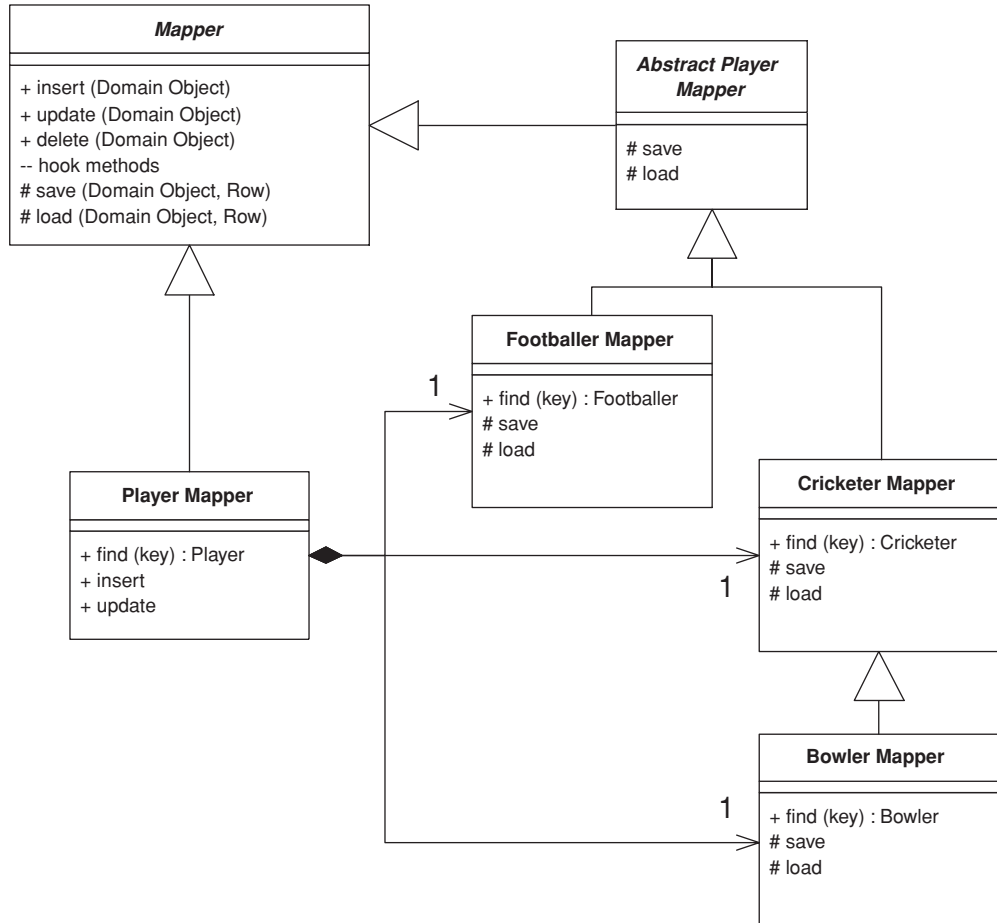 Mapper
+ insert (Domain Object)
+ update (Domain Object)
+ delete (Domain Object)
-- hook methods
# save (Domain Object, Row)
# load (Domain Object, Row)
Abstract Player
Mapper
# save
# load
Footballer Mapper
+ find (key) : Footballer
# save
# load
1
Player Mapper
+ find (key) : Player
+ insert
+ update
Cricketer Mapper
+ find (key) : Cricketer
# save
# load
1
Bowler Mapper
+ find (key) : Bowler
# save
# load
1